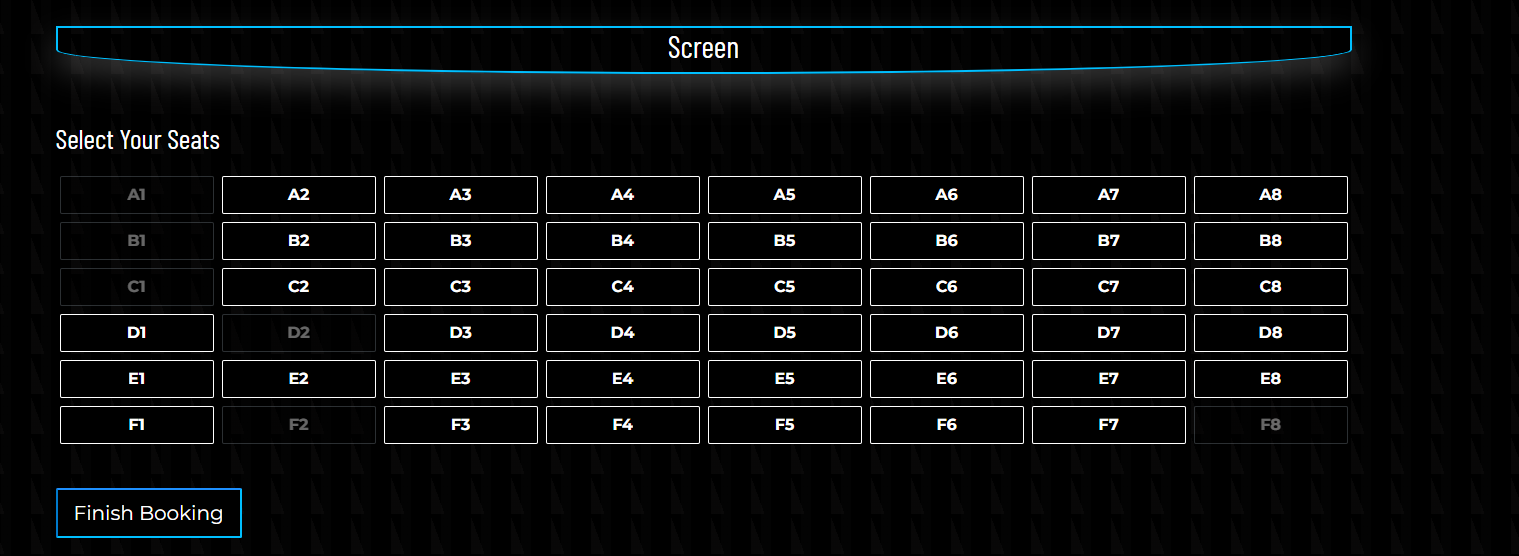 Screen
Select Your Seats
A1 A2 A3 A4 A5 A6 A7 A8
B1 B2 B3 B4 B5 B6 B7 B8
C1 C2 C3 C4 C5 C6 C7 C8
D1 D2 D3 D4 D5 D6 D7 D8
E1 E2 E3 E4 E5 E6 E7 E8
F1 F2 F3 F4 F5 F6 F7 F8
Finish Booking